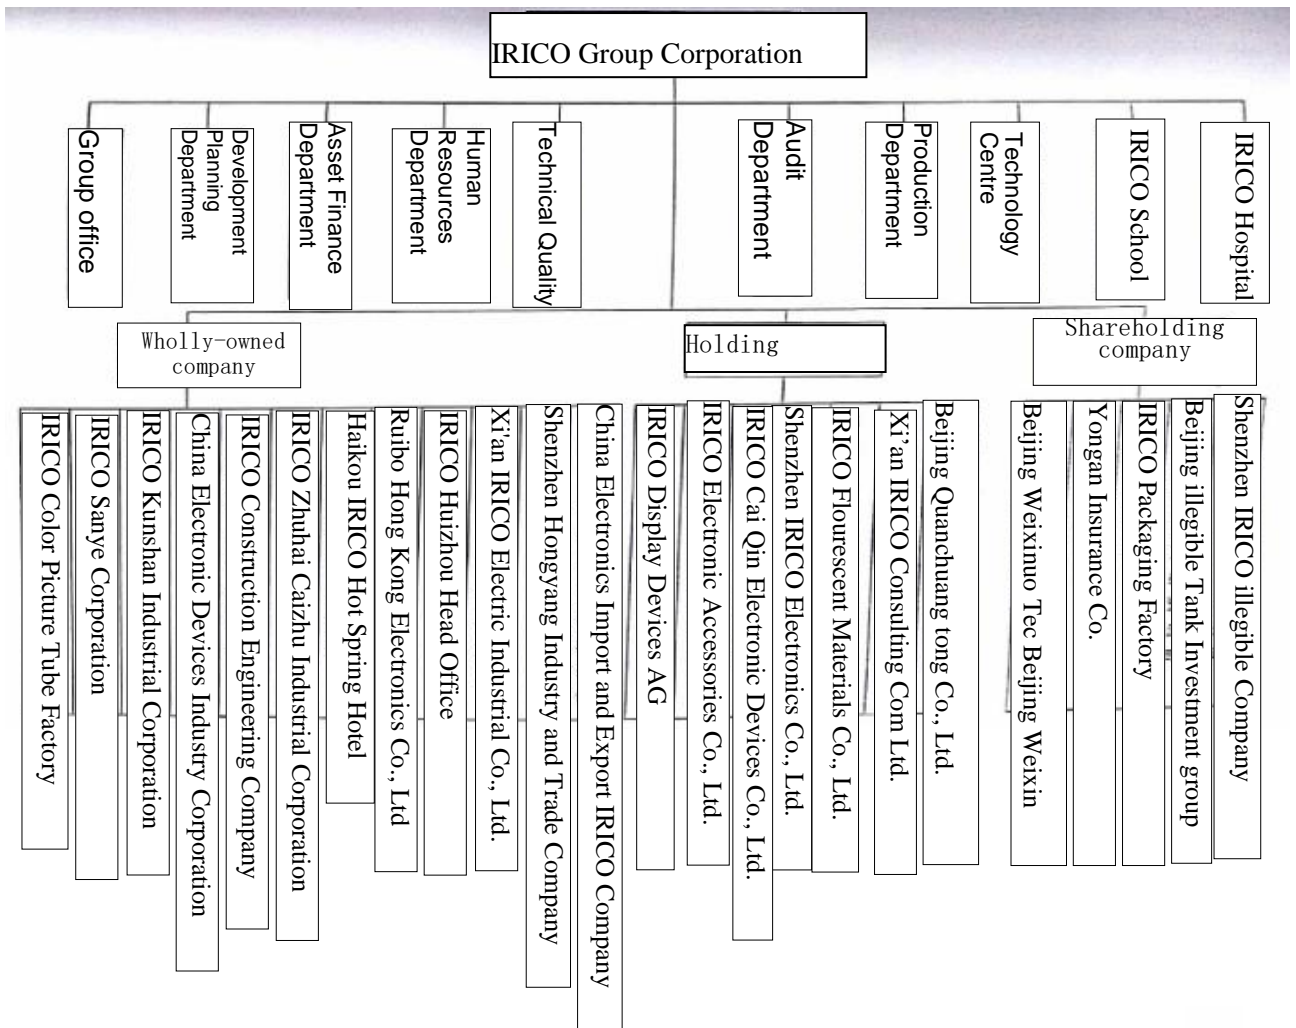 IRICO Group Corporation
Group office
Development
Planning
Department
Asset Finance
Department
Human
Resources
Department
Technical Quality
Audit
Department
Production
Department
Technology
Centre
IRICO School
IRICO Hospital
Wholly-owned
company
Holding
Shareholding
company
IRICO Color Picture Tube Factory
IRICO Sanye Corporation
IRICO Kunshan Industrial Corporation
China Electronic Devices Industry Corporation
IRICO Construction Engineering Company
IRICO Zhuhai Caizhu Industrial Corporation
Haikou IRICO Hot Spring Hotel
Ruibo Hong Kong Electronics Co., Ltd
IRICO Huizhou Head Office
Xi'an IRICO Electric Industrial Co., Ltd.
Shenzhen Hongyang Industry and Trade Company
China Electronics Import and Export IRICO Company
IRICO Display Devices AG
IRICO Electronic Accessories Co., Ltd.
IRICO Cai Qin Electronic Devices Co., Ltd.
Shenzhen IRICO Electronics Co., Ltd.
IRICO Flourescent Materials Co., Ltd.
Xi’an IRICO Consulting Com Ltd.
Beijing Quanchuang tong Co., Ltd.
Beijing Weixinuo Tec Beijing Weixin
Yongan Insurance Co.
IRICO Packaging Factory
Beijing illegible Tank Investment group
Shenzhen IRICO illegible Company